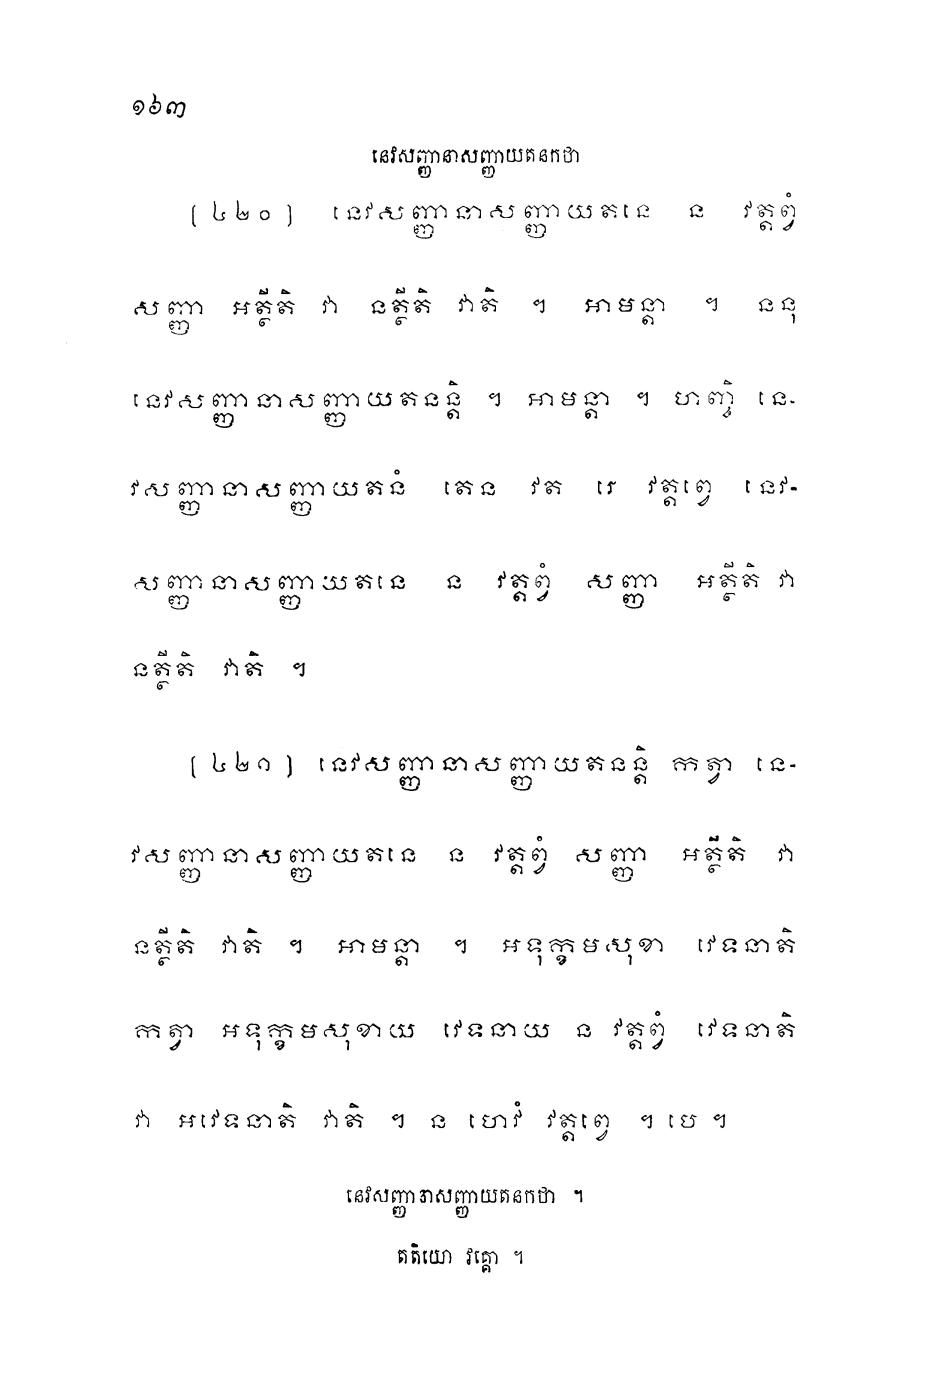 ១៦៣
នេវសញ្ញានាសញ្ញាយតនកថា
(៤២០) នេវសញ្ញានាសញ្ញាយតនេ ន វត្តព្វំ
សញ្ញា អត្ថីតិ វា នត្ថីតិ វាតិ ។ អាមន្តា ។ ននុ
នេវសញ្ញានាសញ្ញាយតនន្តិ ។ អាមន្តា ។ ហញ្ចិ នេ-
វសញ្ញានាសញ្ញាយតនំ តេន វត រេ វត្តព្វេ នេវ-
សញ្ញានាសញ្ញាយតនេ ន វត្តព្វំ សញ្ញា អត្ថីតិ វា
នត្ថីតិ វាតិ ។
(៤២១) នេវសញ្ញានាសញ្ញាយតនន្តិ កត្វា នេ-
វសញ្ញានាសញ្ញាយតនេ ន វត្តព្វំ សញ្ញា អត្ថីតិ វា
នត្ថីតិ វាតិ ។ អាមន្តា ។ អទុក្ខមសុខា វេទនាតិ
កត្វា អទុក្ខមសុខាយ វេទនាយ ន វត្តព្វំ វេទនាតិ
វា អវេទនាតិ វាតិ ។ ន ហេវំ វត្តព្វេ ។ បេ ។
នេវសញ្ញានាសញ្ញាយតនកថា ។
តតិយោ វគ្គោ ។